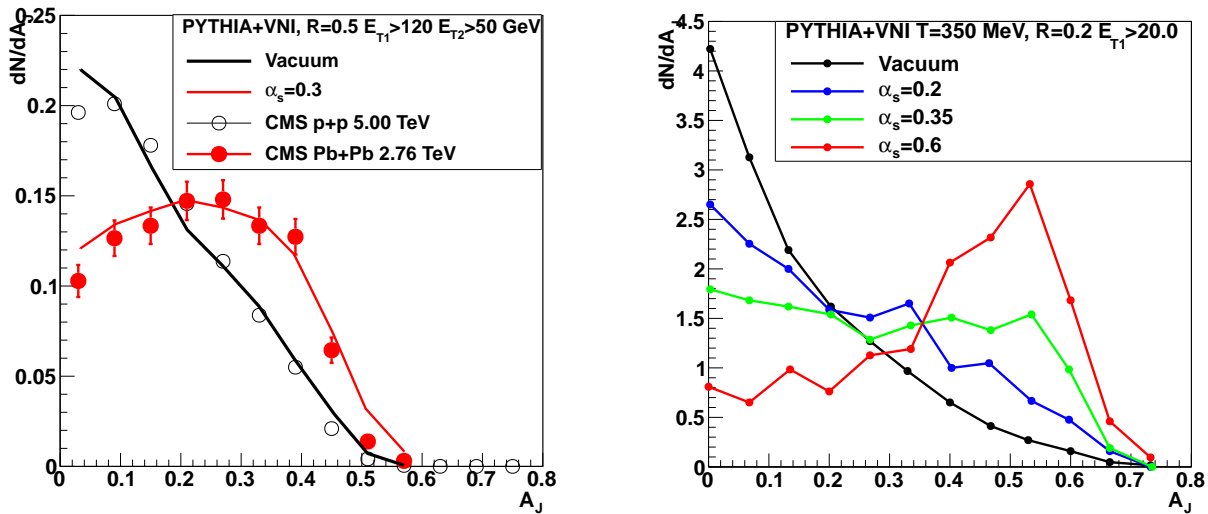 dN/dA
0.25
0.2
0.15
0.1
0.05
0
PYTHIA+VNI, R=0.5 E_T1>120 E_T2>50 GeV
Vacuum
α_s=0.3
CMS p+p 5.00 TeV
CMS Pb+Pb 2.76 TeV
0 0.1 0.2 0.3 0.4 0.5 0.6 0.7 0.8
A_J
dN/dA
4.5
4
3.5
3
2.5
2
1.5
1
0.5
0
PYTHIA+VNI T=350 MeV, R=0.2 E_T1>20.0
Vacuum
α_s=0.2
α_s=0.35
α_s=0.6
0 0.1 0.2 0.3 0.4 0.5 0.6 0.7 0.8
A_J